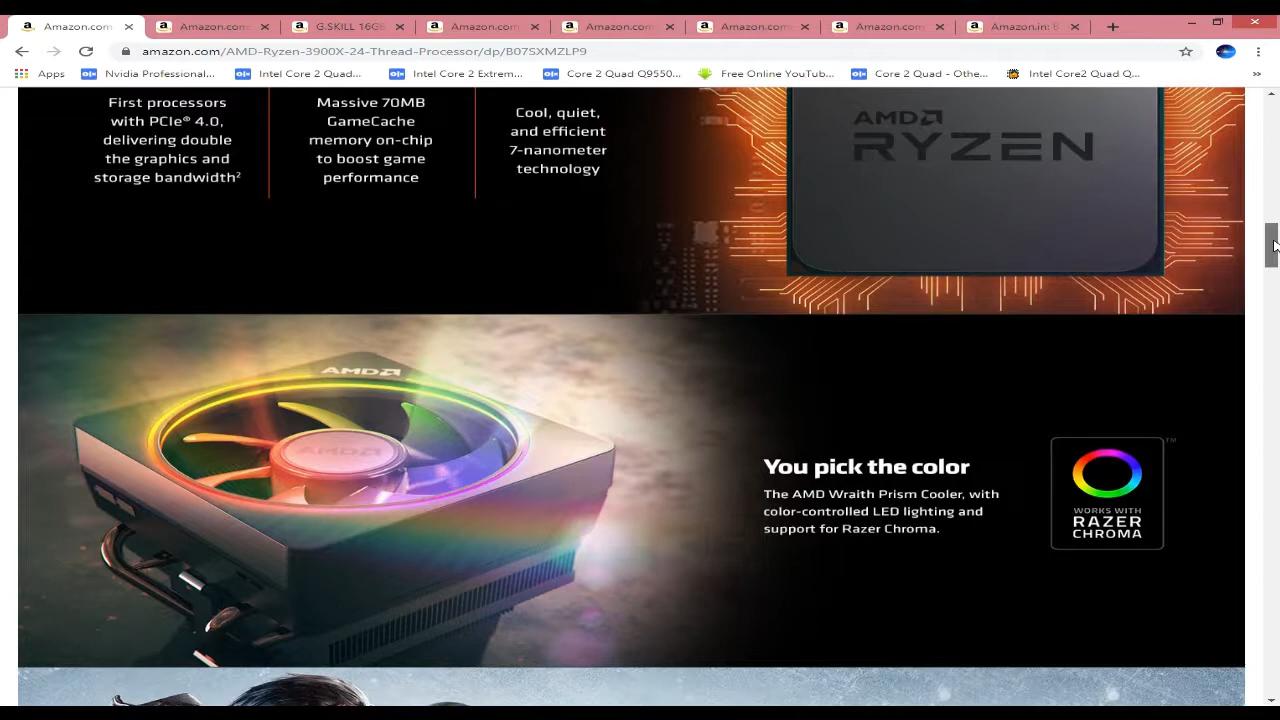 Amazon.com
Amazon.com
G.SKILL 16GB
Amazon.com
Amazon.com
Amazon.com
Amazon.com
Amazon.in: B
amazon.com/AMD-Ryzen-3900X-24-Thread-Processor/dp/B07SXMZLP9
Apps
Nvidia Professional...
Intel Core 2 Quad...
Intel Core 2 Extrem...
Core 2 Quad Q9550...
Free Online YouTub...
Core 2 Quad - Othe...
Intel Core2 Quad Q...
First processors
with PCIe® 4.0,
delivering double
the graphics and
storage bandwidth²
Massive 70MB
GameCache
memory on-chip
to boost game
performance
Cool, quiet,
and efficient
7-nanometer
technology
AMD
RYZEN
AMD
AMD
You pick the color
The AMD Wraith Prism Cooler, with
color-controlled LED lighting and
support for Razer Chroma.
WORKS WITH
RAZER
CHROMA
™